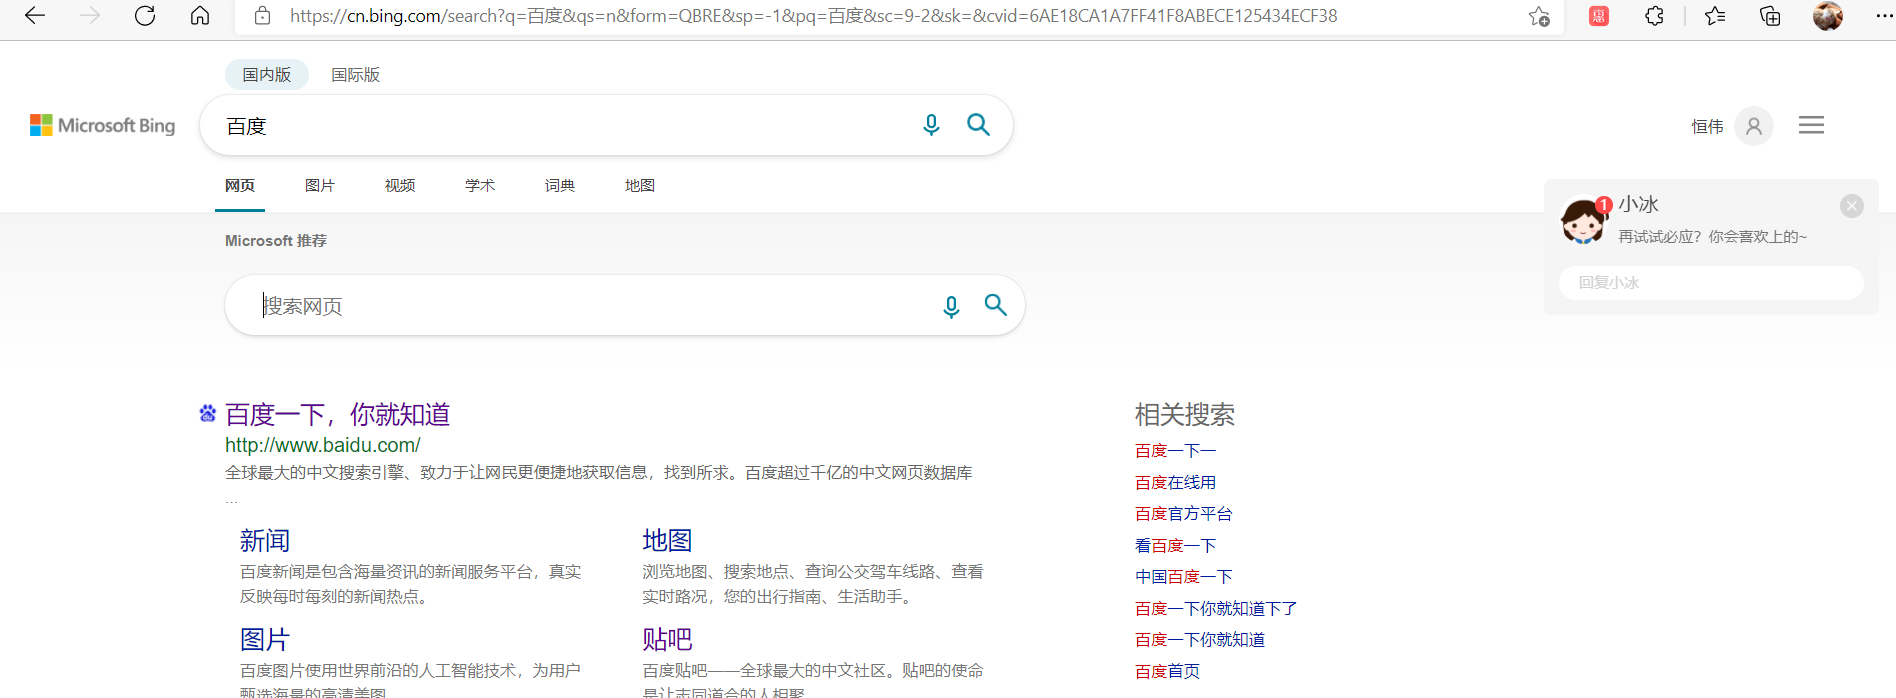 https://cn.bing.com/search?q=百度&qs=n&form=QBRE&sp=-1&pq=百度&sc=9-2&sk=&cvid=6AE18CA1A7FF41F8ABECE125434ECF38
惠
国内版 国际版
Microsoft Bing
百度
恒伟
网页 图片 视频 学术 词典 地图
1 小冰
再试试必应？你会喜欢上的~
回复小冰
Microsoft 推荐
搜索网页
百度一下，你就知道
http://www.baidu.com/
全球最大的中文搜索引擎、致力于让网民更便捷地获取信息，找到所求。百度超过千亿的中文网页数据库
...
新闻
百度新闻是包含海量资讯的新闻服务平台，真实
反映每时每刻的新闻热点。
地图
浏览地图、搜索地点、查询公交驾车线路、查看
实时路况，您的出行指南、生活助手。
图片
百度图片使用世界前沿的人工智能技术，为用户
甄选海量的高清美图
贴吧
百度贴吧——全球最大的中文社区。贴吧的使命
是让志同道合的人相聚
相关搜索
百度一下一
百度在线用
百度官方平台
看百度一下
中国百度一下
百度一下你就知道下了
百度一下你就知道
百度首页